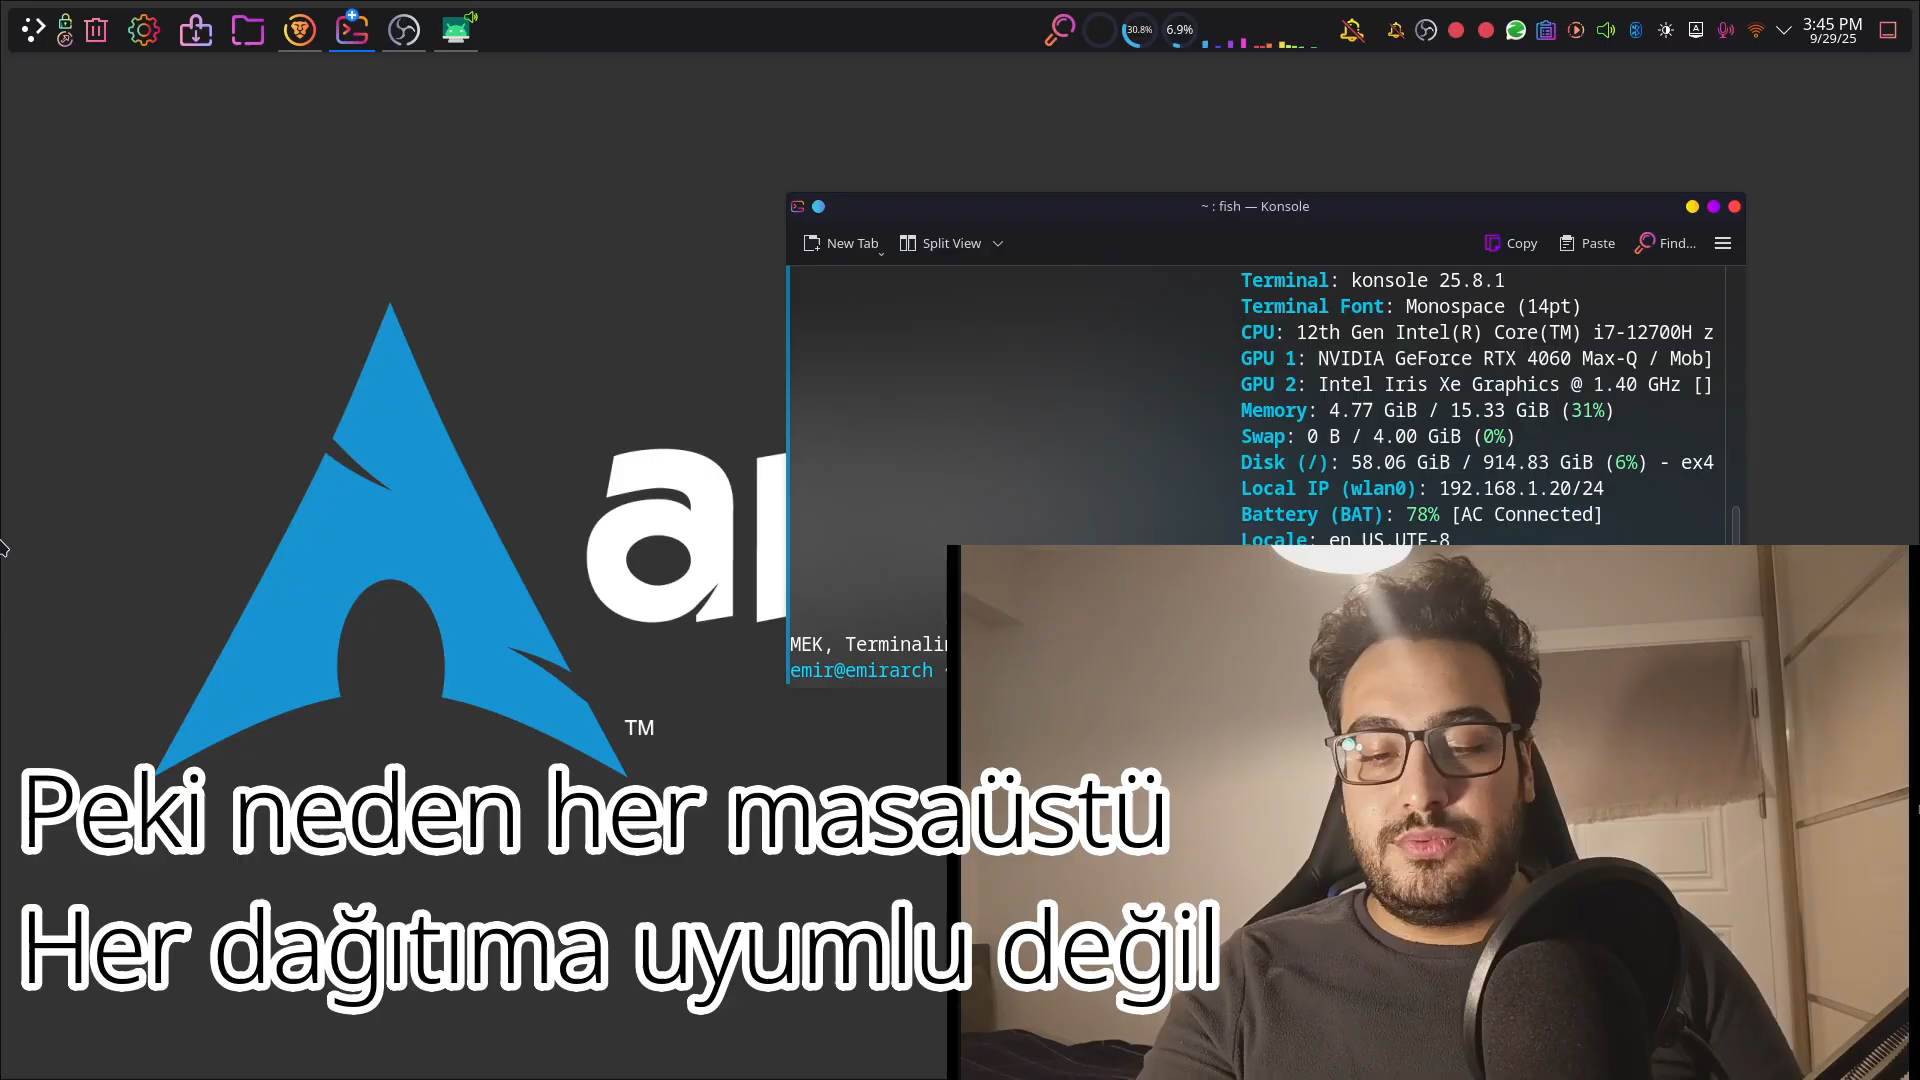 30.8%
6.9%
3:45 PM
9/29/25
~ : fish — Konsole
New Tab
Split View
Copy
Paste
Find...
Terminal: konsole 25.8.1
Terminal Font: Monospace (14pt)
CPU: 12th Gen Intel(R) Core(TM) i7-12700H z
GPU 1: NVIDIA GeForce RTX 4060 Max-Q / Mob]
GPU 2: Intel Iris Xe Graphics @ 1.40 GHz []
Memory: 4.77 GiB / 15.33 GiB (31%)
Swap: 0 B / 4.00 GiB (0%)
Disk (/): 58.06 GiB / 914.83 GiB (6%) - ex4
Local IP (wlan0): 192.168.1.20/24
Battery (BAT): 78% [AC Connected]
Locale: en_US.UTF-8
MEK, Terminalin
emir@emirarch
a
TM
Peki neden her masaüstü
Her dağıtıma uyumlu değil